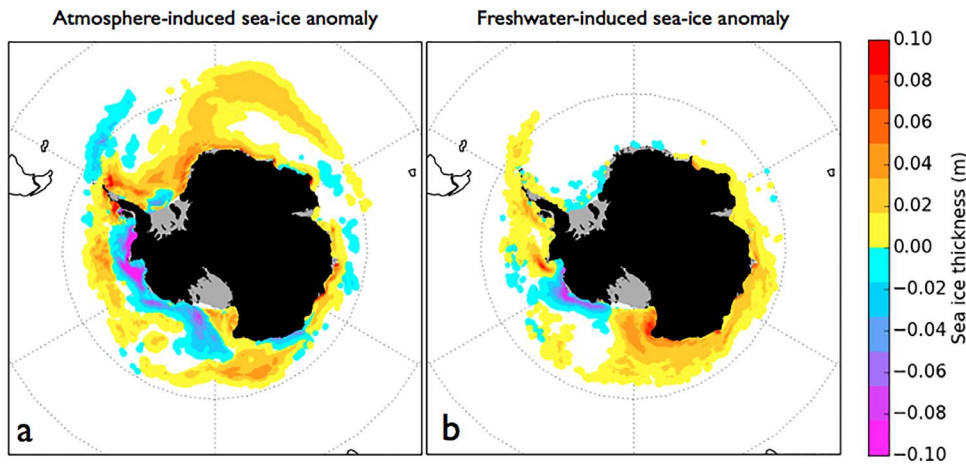 Atmosphere-induced sea-ice anomaly
Freshwater-induced sea-ice anomaly
a
b
0.10
0.08
0.06
0.04
0.02
0.00
−0.02
−0.04
−0.06
−0.08
−0.10
Sea ice thickness (m)